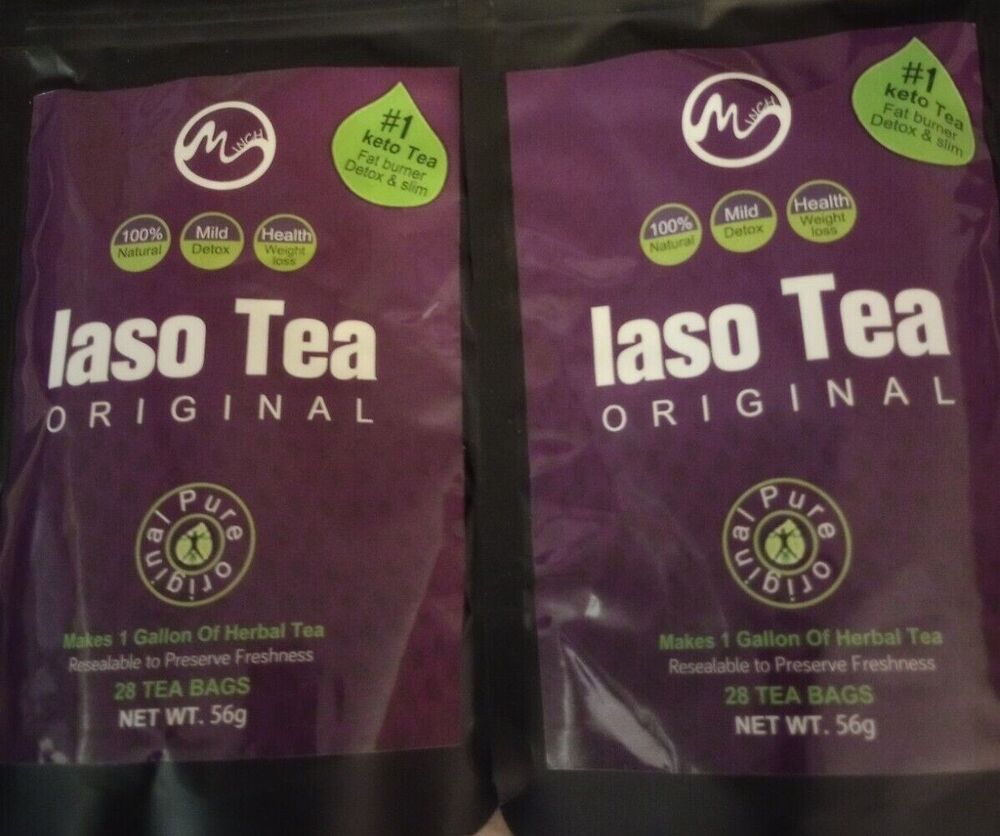 M INCH
#1
keto Tea
Fat burner
Detox & slim
100%
Natural
Mild
Detox
Health
Weight
loss
Iaso Tea
ORIGINAL
Pure original
Makes 1 Gallon Of Herbal Tea
Resealable to Preserve Freshness
28 TEA BAGS
NET WT. 56g
M INCH
#1
keto Tea
Fat burner
Detox & slim
100%
Natural
Mild
Detox
Health
Weight
loss
Iaso Tea
ORIGINAL
Pure original
Makes 1 Gallon Of Herbal Tea
Resealable to Preserve Freshness
28 TEA BAGS
NET WT. 56g